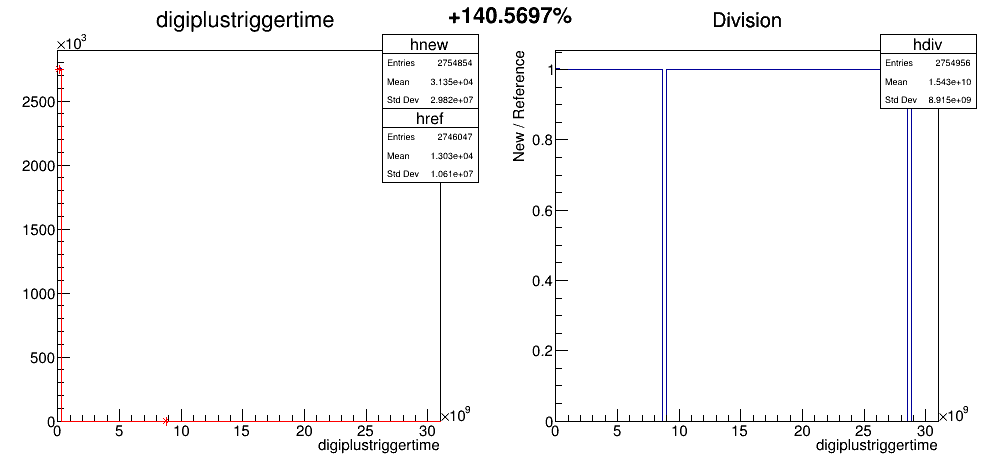 digiplustriggertime
+140.5697%
Division
×10³
hnew
Entries 2754854
Mean 3.135e+04
Std Dev 2.982e+07
href
Entries 2746047
Mean 1.303e+04
Std Dev 1.061e+07
2500
2000
1500
1000
500
0
0 5 10 15 20 25 30 ×10⁹
digiplustriggertime
hdiv
Entries 2754956
Mean 1.543e+10
Std Dev 8.915e+09
New / Reference
1
0.8
0.6
0.4
0.2
0
0 5 10 15 20 25 30 ×10⁹
digiplustriggertime